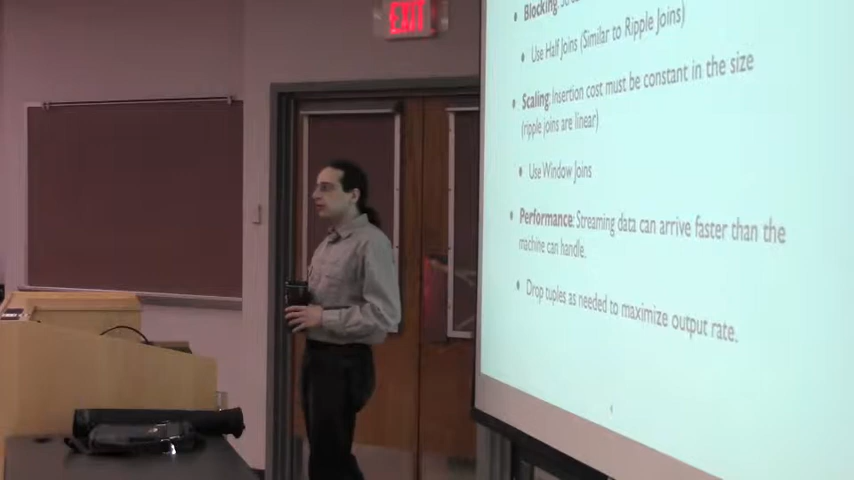 EXIT
• Blocking:
• Use Half Joins (Similar to Ripple Joins)
• Scaling: Insertion cost must be constant in the size
(ripple joins are linear)
• Use Window Joins
• Performance: Streaming data can arrive faster than the
machine can handle.
• Drop tuples as needed to maximize output rate.